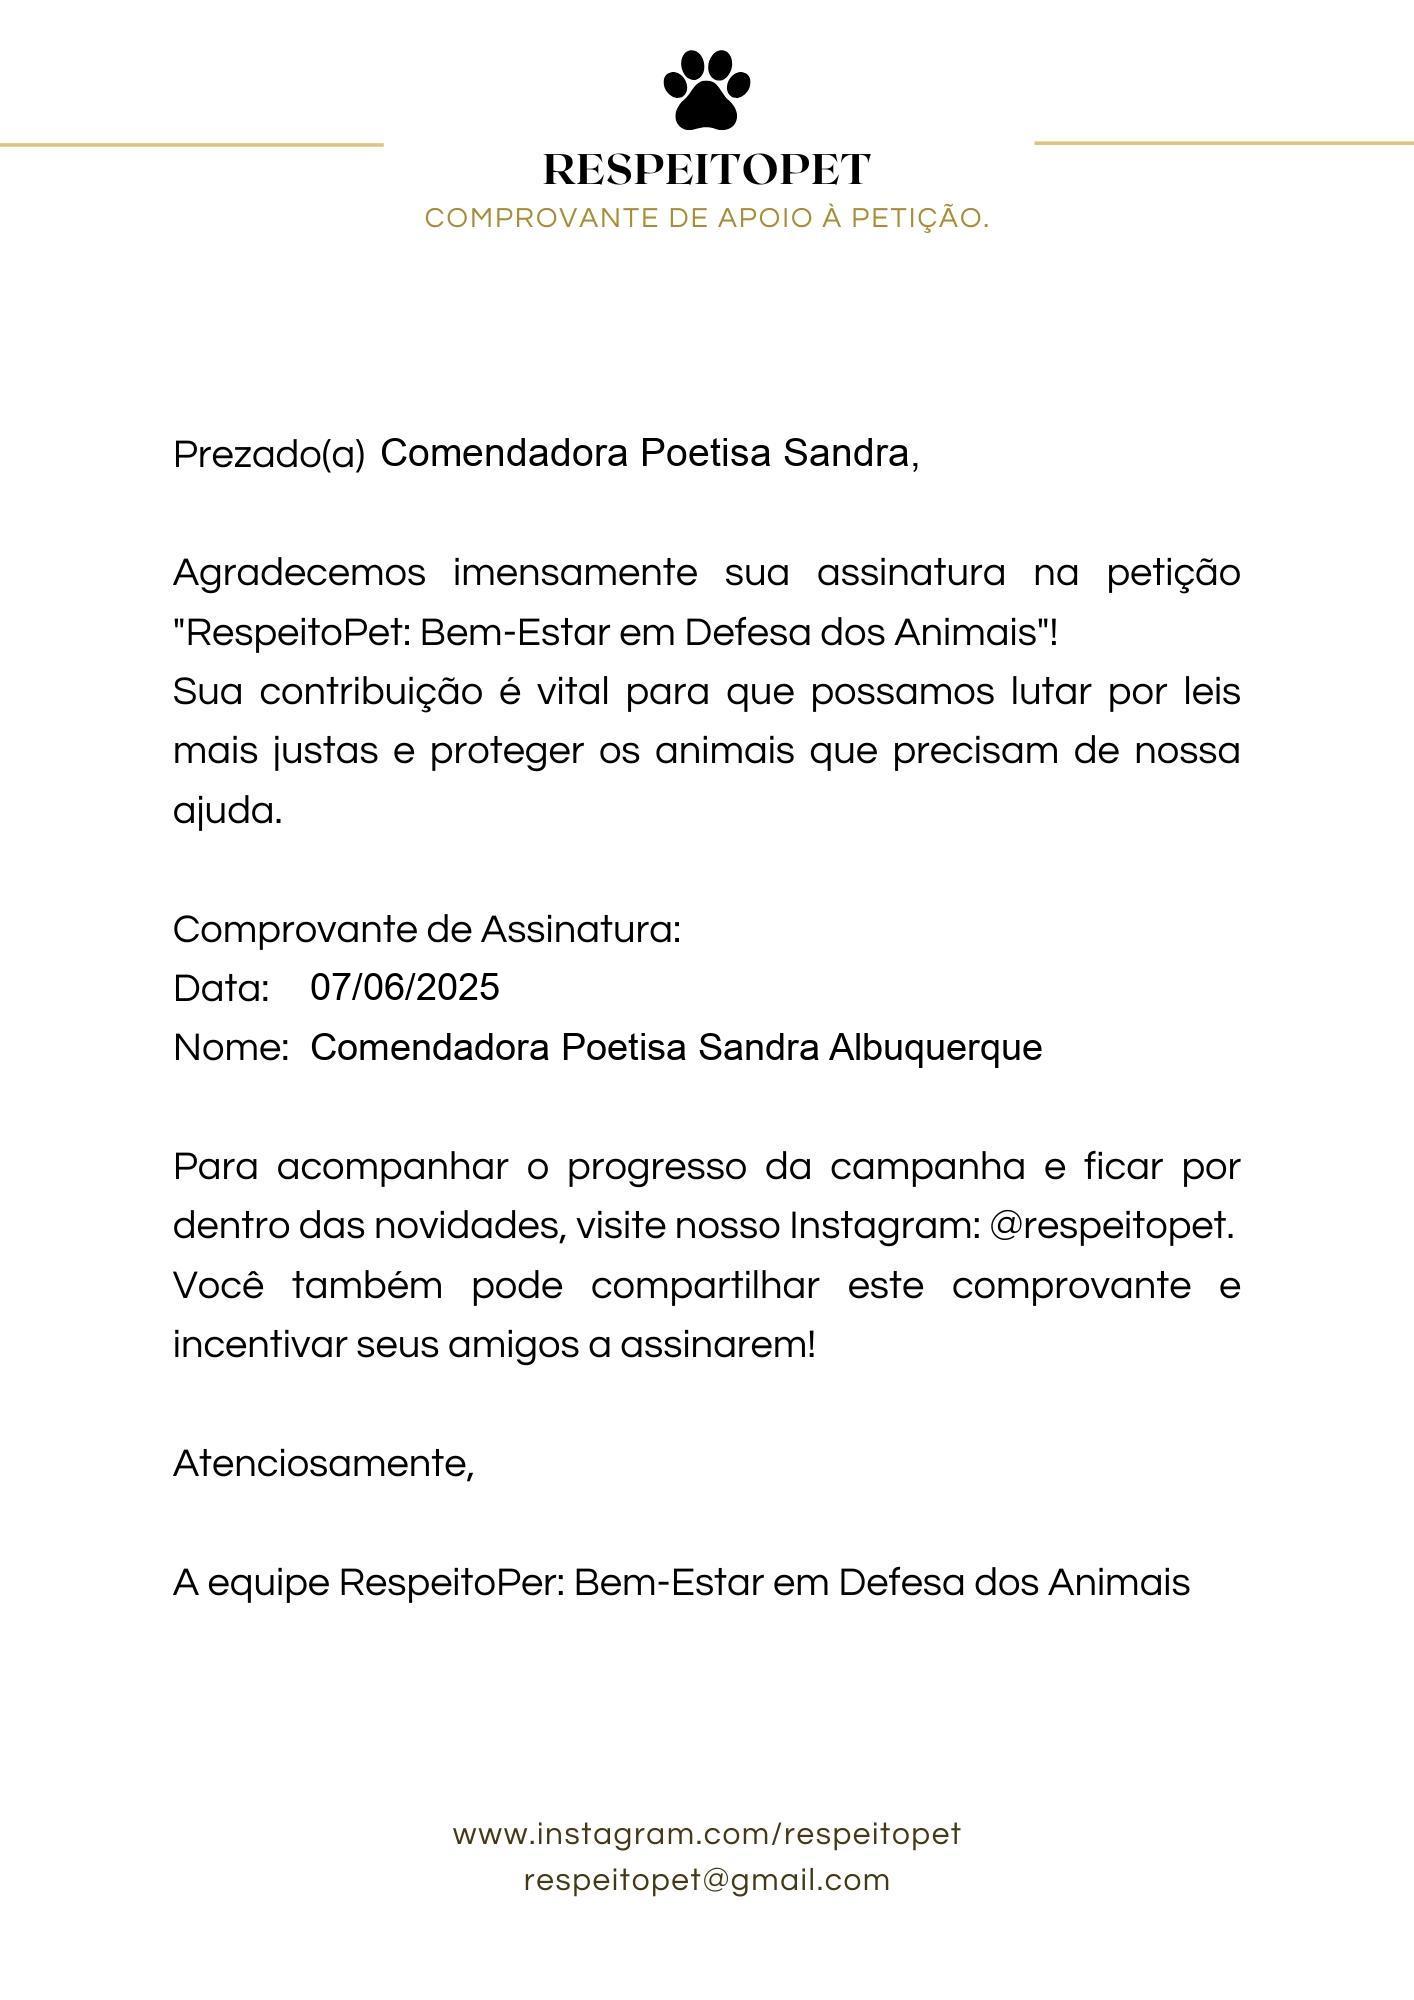 RESPEITOPET
COMPROVANTE DE APOIO À PETIÇÃO.
Prezado(a) Comendadora Poetisa Sandra,
Agradecemos imensamente sua assinatura na petição
"RespeitoPet: Bem-Estar em Defesa dos Animais"!
Sua contribuição é vital para que possamos lutar por leis
mais justas e proteger os animais que precisam de nossa
ajuda.
Comprovante de Assinatura:
Data: 07/06/2025
Nome: Comendadora Poetisa Sandra Albuquerque
Para acompanhar o progresso da campanha e ficar por
dentro das novidades, visite nosso Instagram: @respeitopet.
Você também pode compartilhar este comprovante e
incentivar seus amigos a assinarem!
Atenciosamente,
A equipe RespeitoPer: Bem-Estar em Defesa dos Animais
www.instagram.com/respeitopet
respeitopet@gmail.com